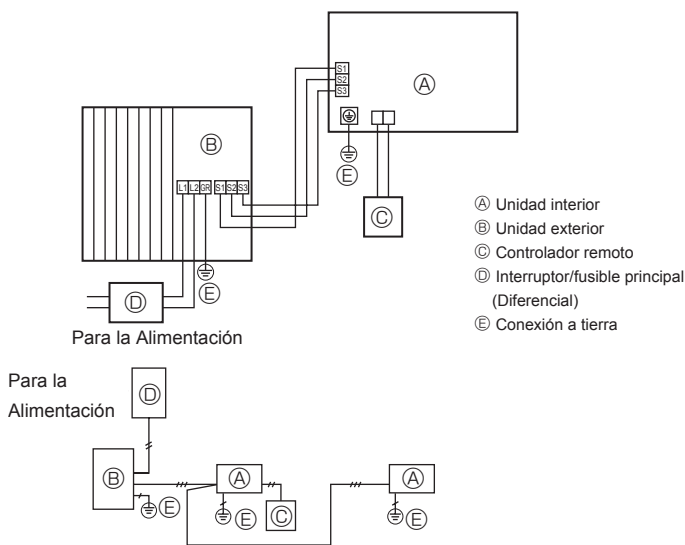 S1
S2
S3
Ⓐ
Ⓑ
L1 L2 GR S1 S2 S3
Ⓔ
Ⓒ
Ⓔ
Ⓓ
Para la Alimentación
Ⓐ Unidad interior
Ⓑ Unidad exterior
Ⓒ Controlador remoto
Ⓓ Interruptor/fusible principal
(Diferencial)
Ⓔ Conexión a tierra
Para la
Alimentación
Ⓓ
Ⓑ
Ⓐ
Ⓐ
Ⓔ
Ⓔ
Ⓒ
Ⓔ